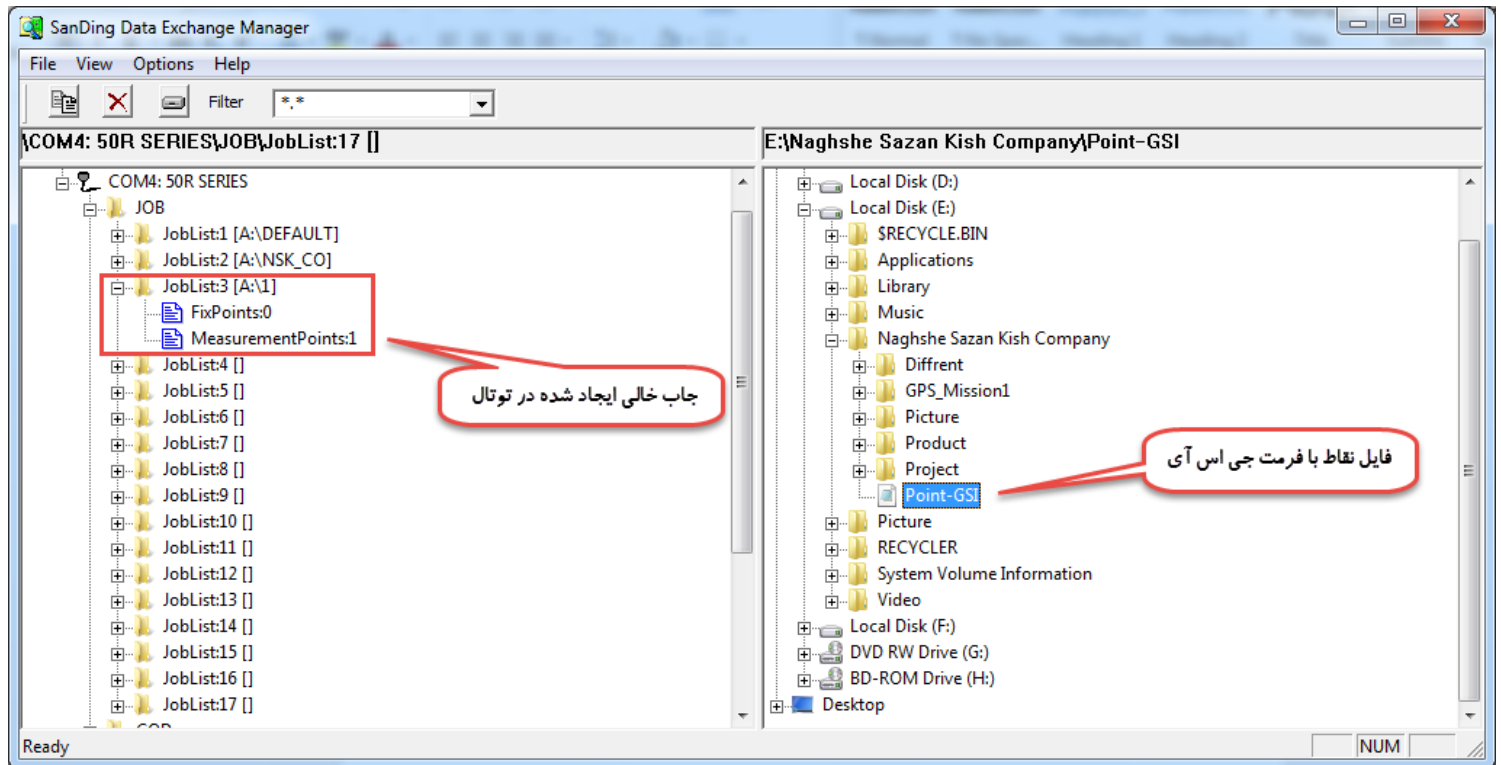 SanDing Data Exchange Manager
File View Options Help
Filter *.*
\COM4: 50R SERIES\JOB\JobList:17 []
COM4: 50R SERIES
JOB
JobList:1 [A:\DEFAULT]
JobList:2 [A:\NSK_CO]
JobList:3 [A:\1]
FixPoints:0
MeasurementPoints:1
JobList:4 []
JobList:5 []
JobList:6 []
JobList:7 []
JobList:8 []
JobList:9 []
JobList:10 []
JobList:11 []
JobList:12 []
JobList:13 []
JobList:14 []
JobList:15 []
JobList:16 []
JobList:17 []
جاب خالی ایجاد شده در توتال
E:\Naghshe Sazan Kish Company\Point-GSI
Local Disk (D:)
Local Disk (E:)
$RECYCLE.BIN
Applications
Library
Music
Naghshe Sazan Kish Company
Diffrent
GPS_Mission1
Picture
Product
Project
Point-GSI
Picture
RECYCLER
System Volume Information
Video
Local Disk (F:)
DVD RW Drive (G:)
BD-ROM Drive (H:)
Desktop
فایل نقاط با فرمت جی اس آی
Ready
NUM